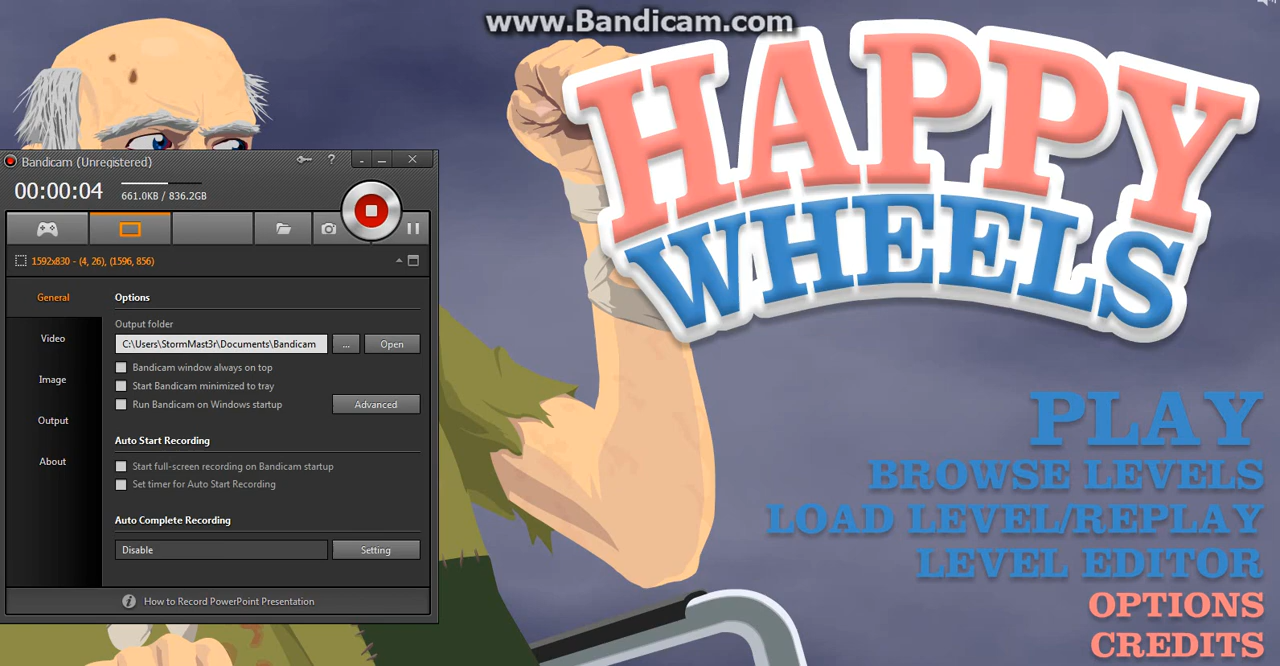 www.Bandicam.com
HAPPY
WHEELS
Bandicam (Unregistered)
?
00:00:04
661.0KB / 836.2GB
1592x830 - (4, 26), (1596, 856)
General
Video
Image
Output
About
Options
Output folder
C:\Users\StormMast3r\Documents\Bandicam
...
Open
Bandicam window always on top
Start Bandicam minimized to tray
Run Bandicam on Windows startup
Advanced
Auto Start Recording
Start full-screen recording on Bandicam startup
Set timer for Auto Start Recording
Auto Complete Recording
Disable
Setting
How to Record PowerPoint Presentation
PLAY
BROWSE LEVELS
LOAD LEVEL/REPLAY
LEVEL EDITOR
OPTIONS
CREDITS